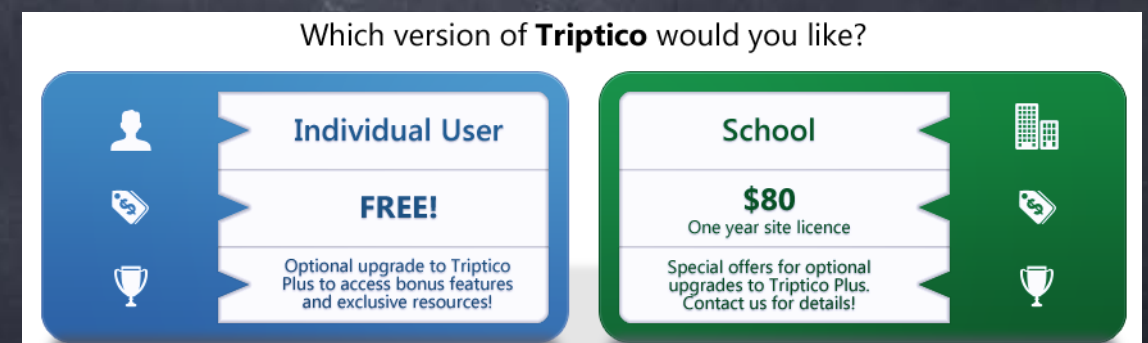 Which version of Triptico would you like?
Individual User
FREE!
Optional upgrade to Triptico
Plus to access bonus features
and exclusive resources!
School
$80
One year site licence
Special offers for optional
upgrades to Triptico Plus.
Contact us for details!